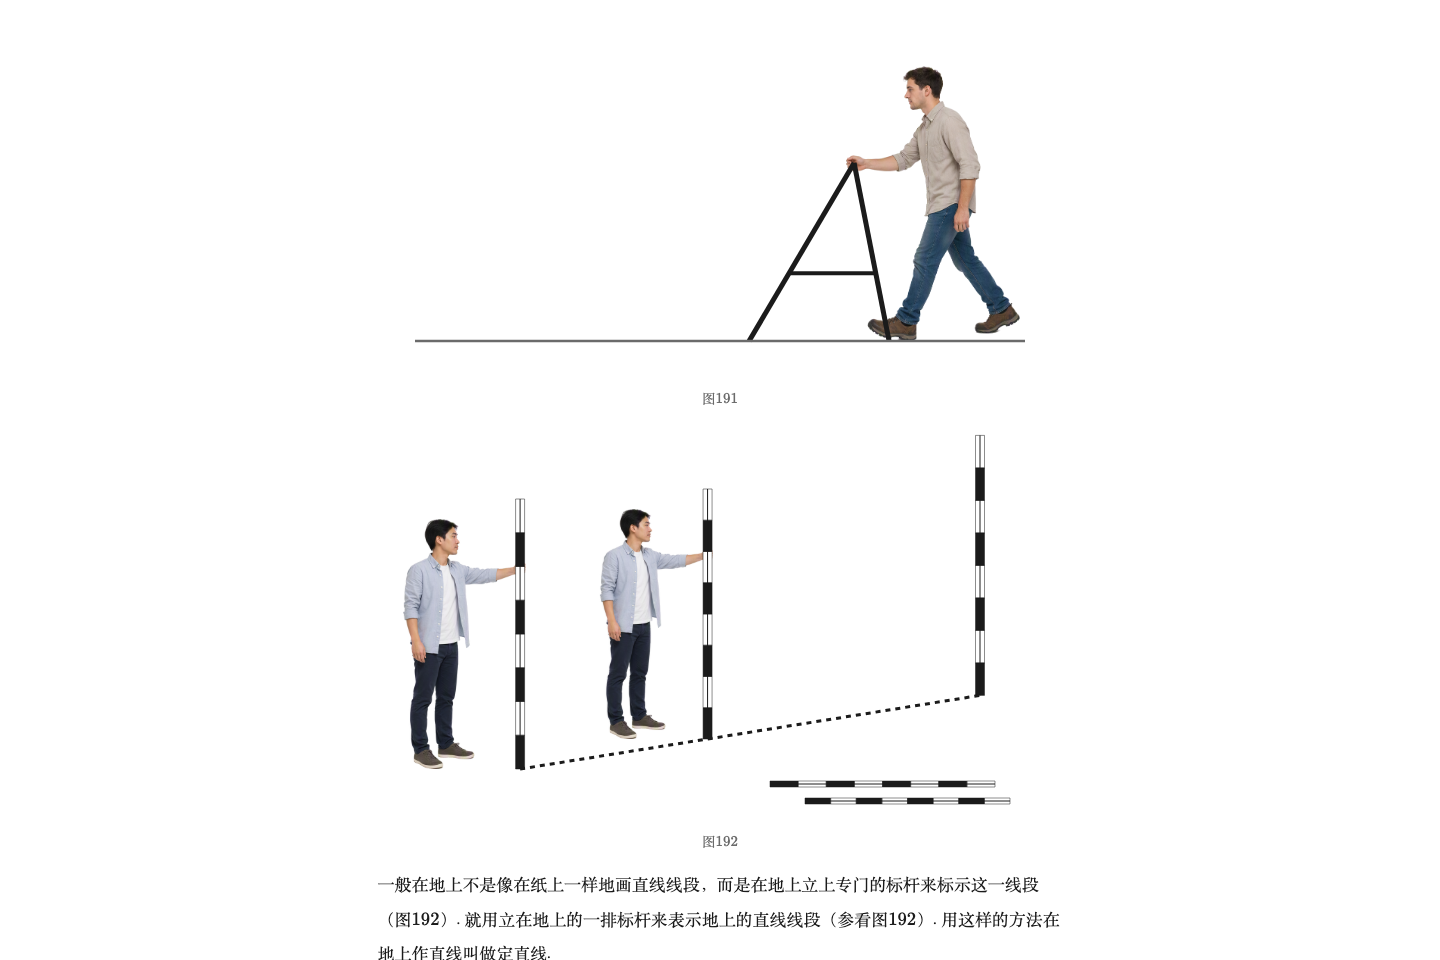 图191
图192
一般在地上不是像在纸上一样地画直线线段，而是在地上立上专门的标杆来标示这一线段
（图192）. 就用立在地上的一排标杆来表示地上的直线线段（参看图192）. 用这样的方法在
地上作直线叫做定直线.